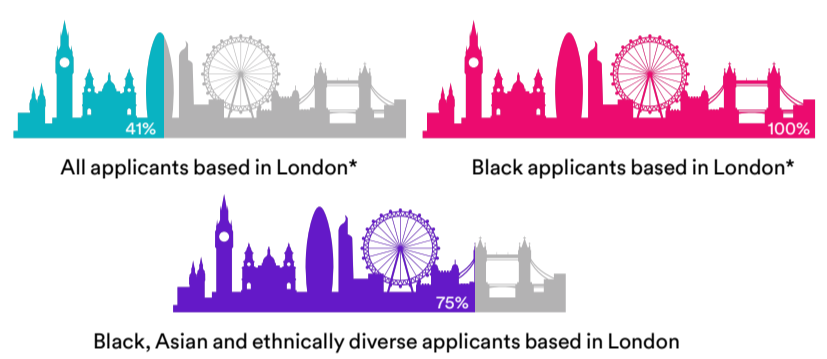 41%
100%
All applicants based in London*
Black applicants based in London*
75%
Black, Asian and ethnically diverse applicants based in London